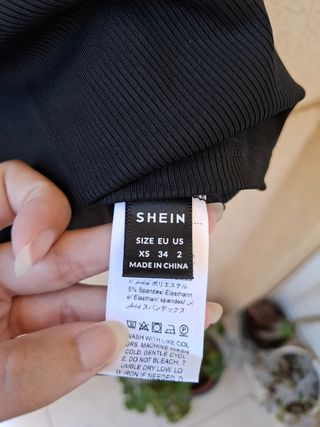 SHEIN
SIZE EU US
XS 34 2
MADE IN CHINA
ポリエステル
5% Spandex/ Elasthann
e/ Elasthan/ spandex/
スパンデックス
WASH WITH LIKE COL
ORS. MACHINE WASH
COLD, GENTLE CYCL
E. DO NOT BLEACH. T
UMBLE DRY LOW. LO
W IRON IF NEEDED. D